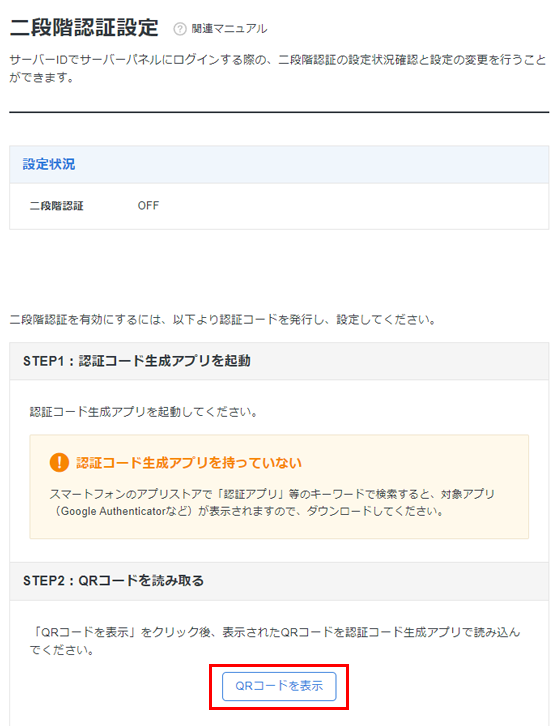 二段階認証設定 ? 関連マニュアル
サーバーIDでサーバーパネルにログインする際の、二段階認証の設定状況確認と設定の変更を行うこと
ができます。
設定状況
二段階認証 OFF
二段階認証を有効にするには、以下より認証コードを発行し、設定してください。
STEP1：認証コード生成アプリを起動
認証コード生成アプリを起動してください。
! 認証コード生成アプリを持っていない
スマートフォンのアプリストアで「認証アプリ」等のキーワードで検索すると、対象アプリ
（Google Authenticatorなど）が表示されますので、ダウンロードしてください。
STEP2：QRコードを読み取る
「QRコードを表示」をクリック後、表示されたQRコードを認証コード生成アプリで読み込ん
でください。
QRコードを表示